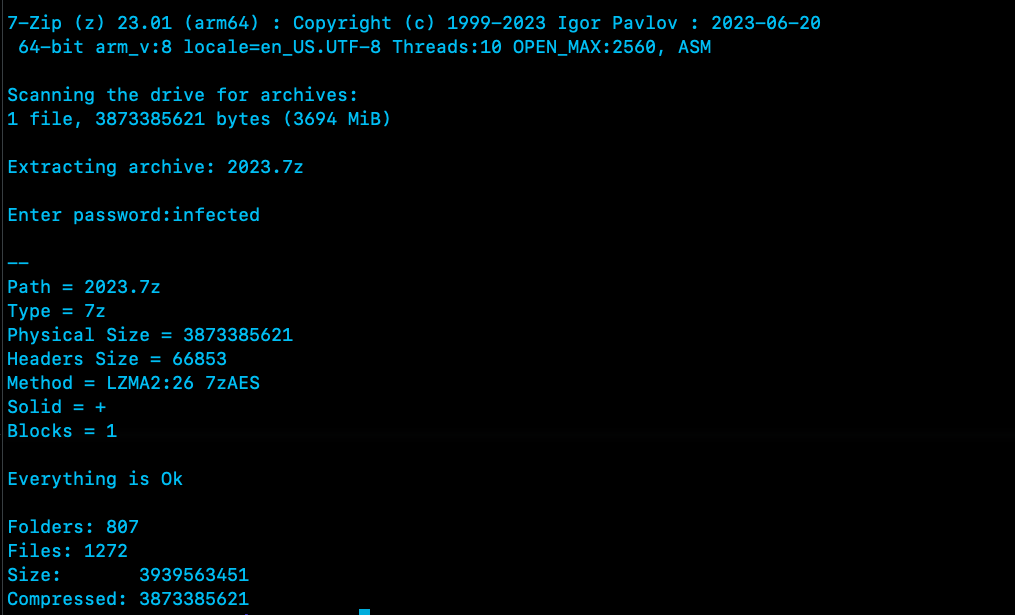 7-Zip (z) 23.01 (arm64) : Copyright (c) 1999-2023 Igor Pavlov : 2023-06-20
 64-bit arm_v:8 locale=en_US.UTF-8 Threads:10 OPEN_MAX:2560, ASM
Scanning the drive for archives:
1 file, 3873385621 bytes (3694 MiB)
Extracting archive: 2023.7z
Enter password:infected
--
Path = 2023.7z
Type = 7z
Physical Size = 3873385621
Headers Size = 66853
Method = LZMA2:26 7zAES
Solid = +
Blocks = 1
Everything is Ok
Folders: 807
Files: 1272
Size:       3939563451
Compressed: 3873385621